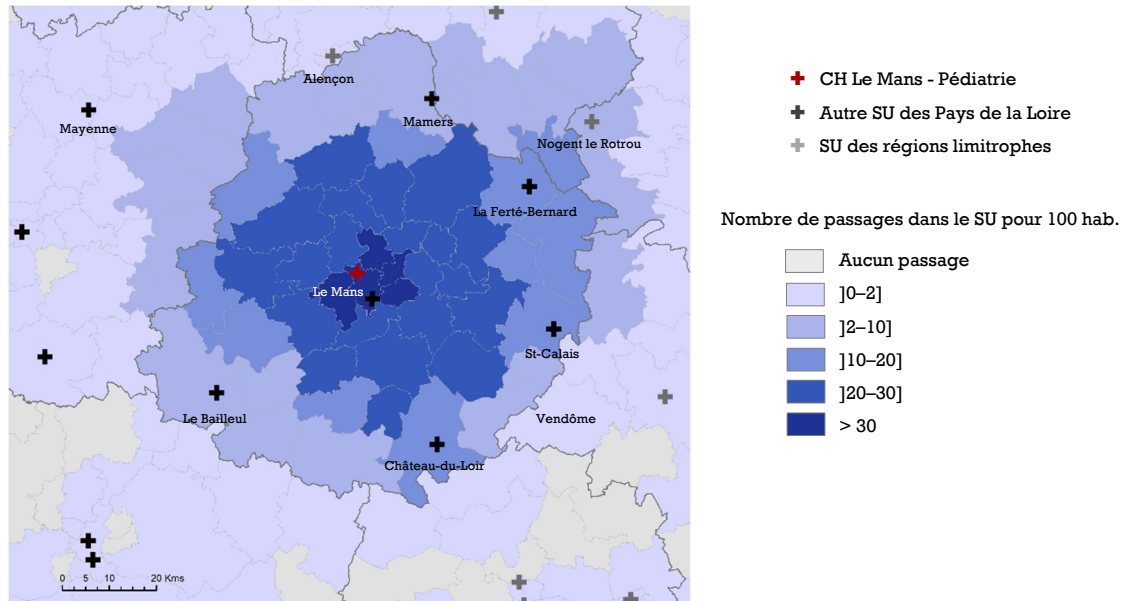 Alençon
Mamers
Mayenne
Nogent le Rotrou
La Ferté-Bernard
Le Mans
St-Calais
Le Bailleul
Vendôme
Château-du-Loir
0 5 10 20 Kms
CH Le Mans - Pédiatrie
Autre SU des Pays de la Loire
SU des régions limitrophes
Nombre de passages dans le SU pour 100 hab.
Aucun passage
]0–2]
]2–10]
]10–20]
]20–30]
> 30